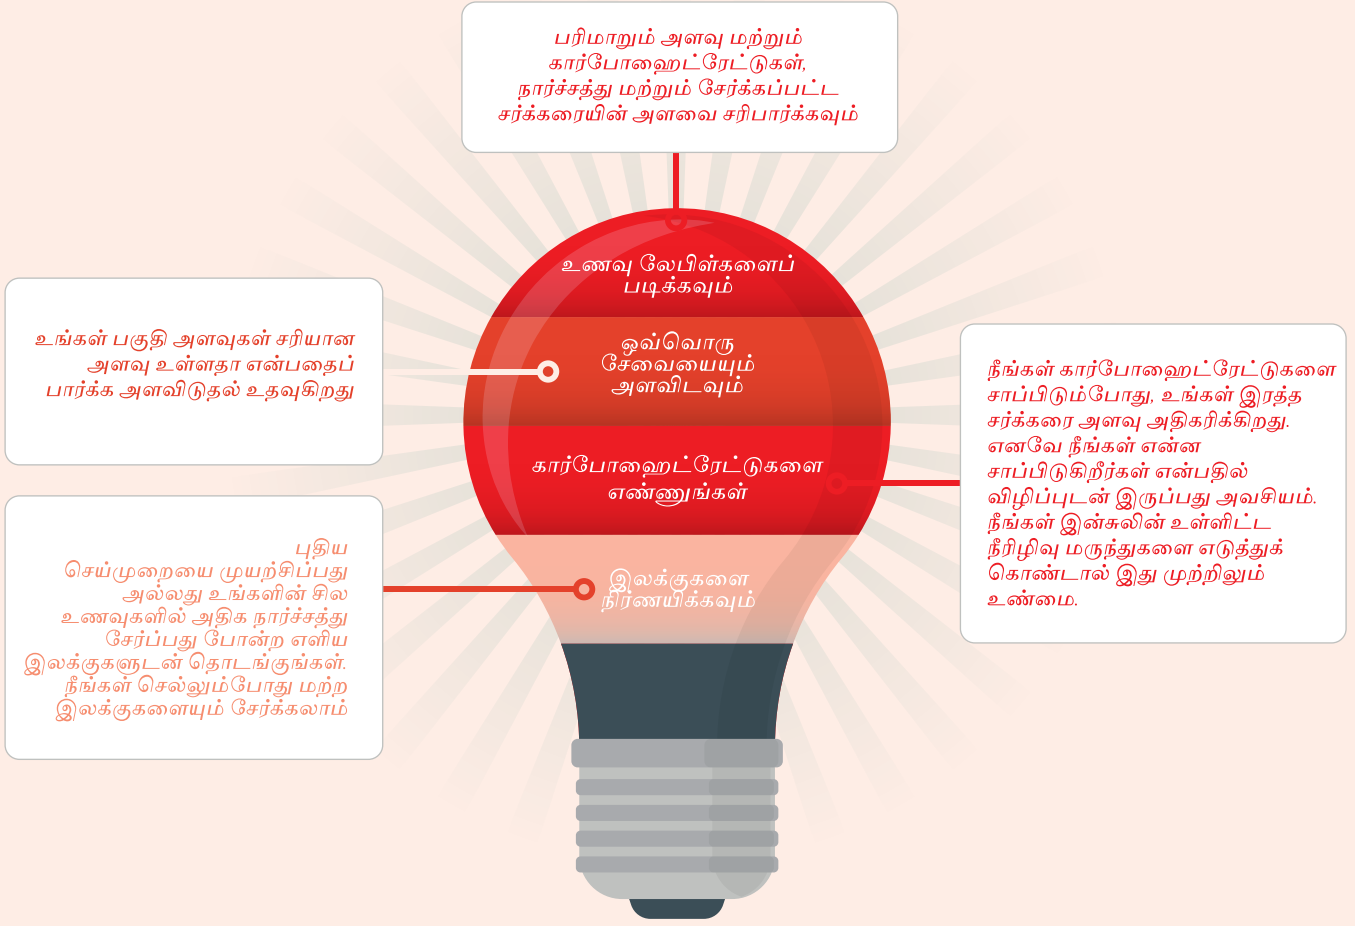 பரிமாறும் அளவு மற்றும்
கார்போஹைட்ரேட்டுகள்,
நார்ச்சத்து மற்றும் சேர்க்கப்பட்ட
சர்க்கரையின் அளவை சரிபார்க்கவும்
உணவு லேபிள்களைப்
படிக்கவும்
ஒவ்வொரு
சேவையையும்
அளவிடவும்
உங்கள் பகுதி அளவுகள் சரியான
அளவு உள்ளதா என்பதைப்
பார்க்க அளவிடுதல் உதவுகிறது
கார்போஹைட்ரேட்டுகளை
எண்ணுங்கள்
நீங்கள் கார்போஹைட்ரேட்டுகளை
சாப்பிடும்போது, உங்கள் இரத்த
சர்க்கரை அளவு அதிகரிக்கிறது.
எனவே நீங்கள் என்ன
சாப்பிடுகிறீர்கள் என்பதில்
விழிப்புடன் இருப்பது அவசியம்.
நீங்கள் இன்சுலின் உள்ளிட்ட
நீரிழிவு மருந்துகளை எடுத்துக்
கொண்டால் இது முற்றிலும்
உண்மை.
இலக்குகளை
நிர்ணயிக்கவும்
புதிய
செய்முறையை முயற்சிப்பது
அல்லது உங்களின் சில
உணவுகளில் அதிக நார்ச்சத்து
சேர்ப்பது போன்ற எளிய
இலக்குகளுடன் தொடங்குங்கள்.
நீங்கள் செல்லும்போது மற்ற
இலக்குகளையும் சேர்க்கலாம்